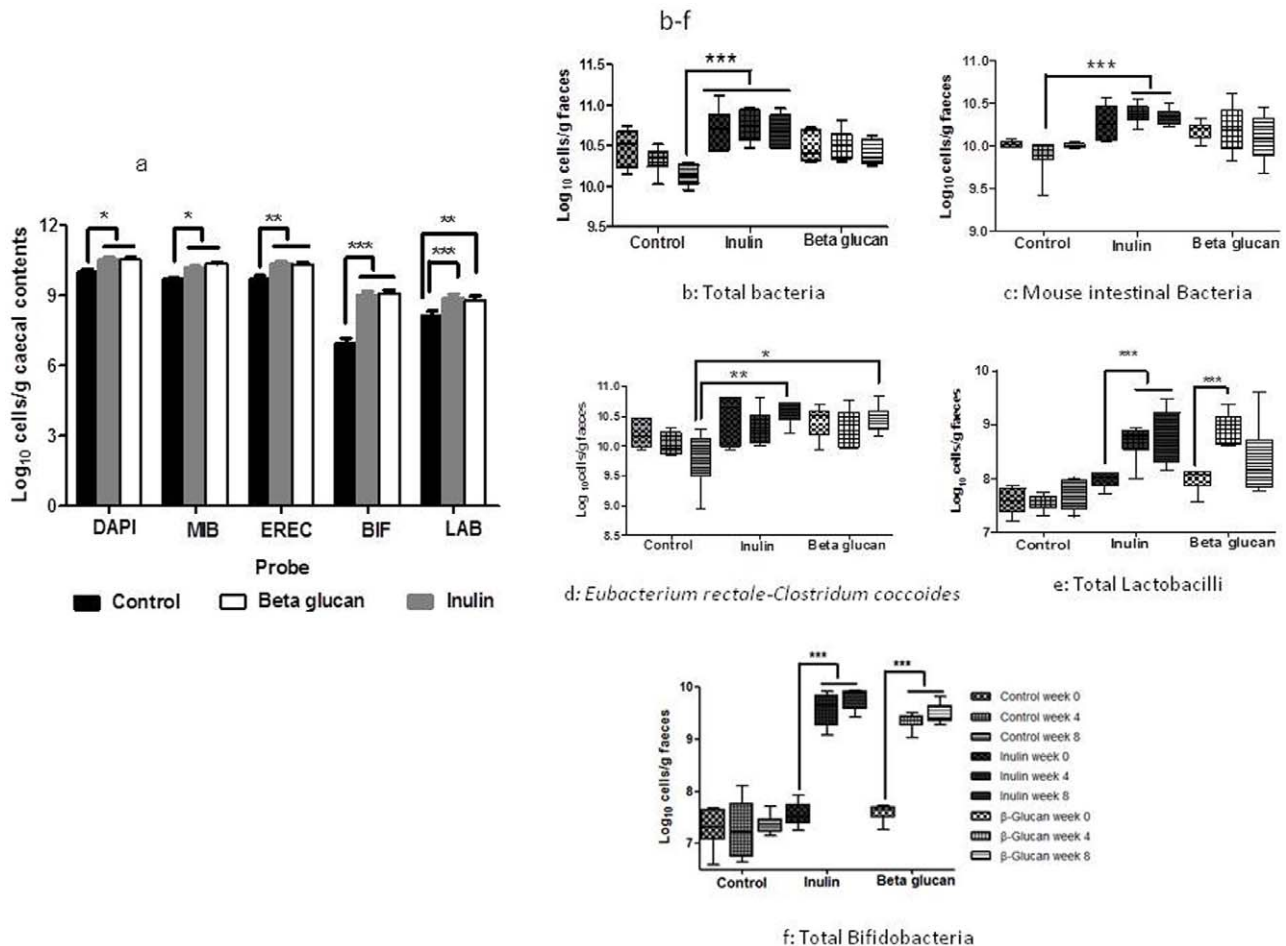 b-f
a
Log10 cells/g caecal contents
12
9
6
3
0
*
*
**
***
**
***
DAPI MIB EREC BIF LAB
Probe
Control Beta glucan Inulin
Log10 cells/g faeces
11.5
11.0
10.5
10.0
9.5
***
Control Inulin Beta glucan
b: Total bacteria
Log10 cells/g faeces
11.0
10.5
10.0
9.5
9.0
***
Control Inulin Beta glucan
c: Mouse intestinal Bacteria
Log10cells/g faeces
11.0
10.5
10.0
9.5
9.0
8.5
*
**
Control Inulin Beta glucan
d: Eubacterium rectale-Clostridum coccoides
Log10 cells/g faeces
10
9
8
7
***
***
Control Inulin Beta glucan
e: Total Lactobacilli
Log10 cells/g faeces
10
9
8
7
***
***
Control Inulin Beta glucan
Control week 0
Control week 4
Control week 8
Inulin week 0
Inulin week 4
Inulin week 8
β-Glucan week 0
β-Glucan week 4
β-Glucan week 8
f: Total Bifidobacteria